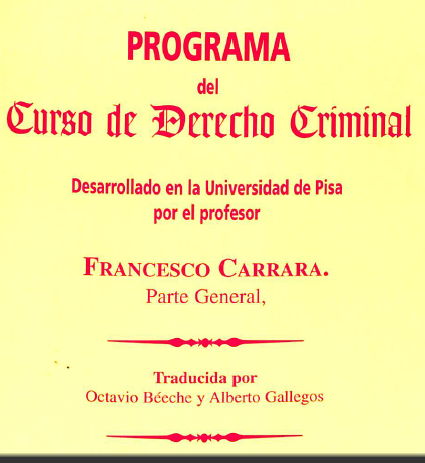 PROGRAMA
del
Curso de Derecho Criminal
Desarrollado en la Universidad de Pisa
por el profesor
FRANCESCO CARRARA.
Parte General,
Traducida por
Octavio Béeche y Alberto Gallegos